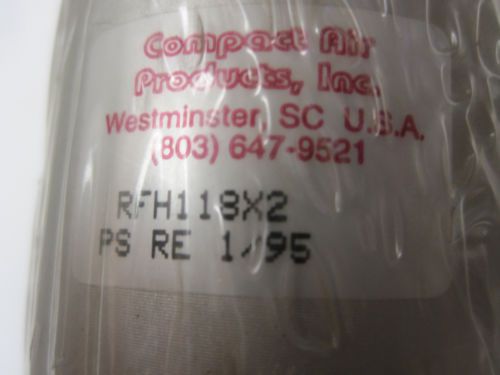 Compact Air
Products, Inc.
Westminster, SC U.S.A.
(803) 647-9521
RFH118X2
PS RE 1/95